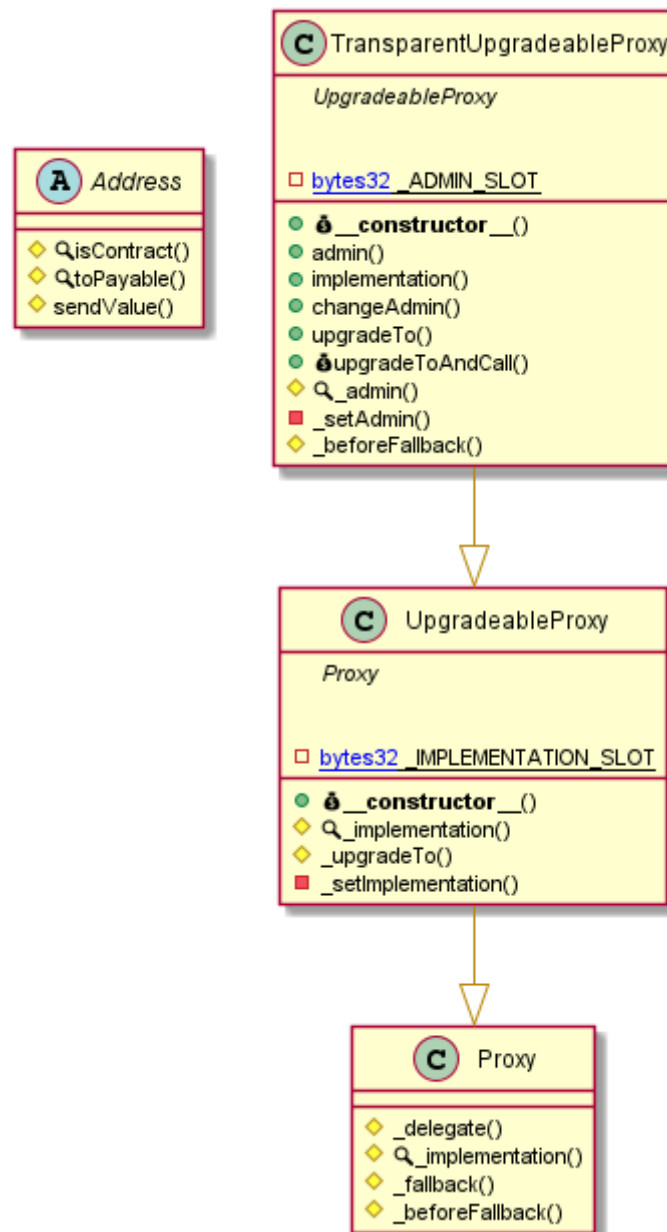 C TransparentUpgradeableProxy
UpgradeableProxy
bytes32 _ADMIN_SLOT
__constructor__()
admin()
implementation()
changeAdmin()
upgradeTo()
upgradeToAndCall()
_admin()
_setAdmin()
_beforeFallback()
A Address
isContract()
toPayable()
sendValue()
C UpgradeableProxy
Proxy
bytes32 _IMPLEMENTATION_SLOT
__constructor__()
_implementation()
_upgradeTo()
_setImplementation()
C Proxy
_delegate()
_implementation()
_fallback()
_beforeFallback()